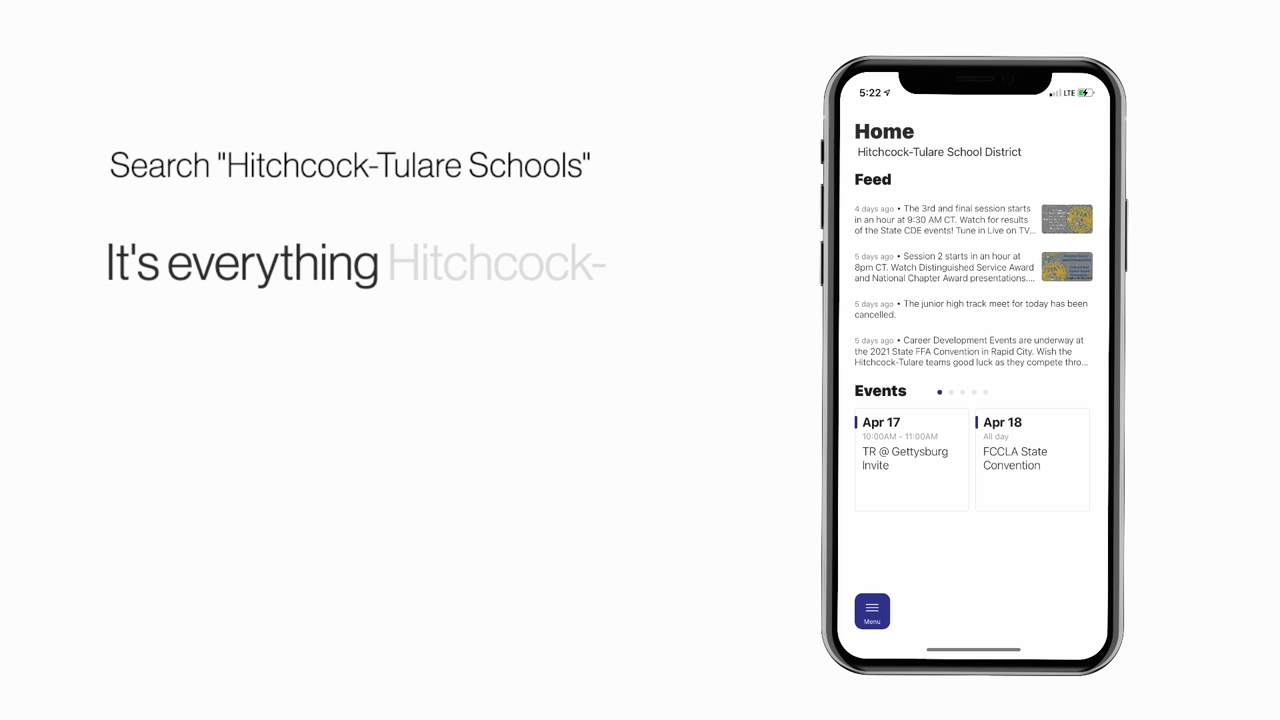 Search "Hitchcock-Tulare Schools"
It's everything Hitchcock-
5:22
LTE
Home
Hitchcock-Tulare School District
Feed
4 days ago • The 3rd and final session starts
in an hour at 9:30 AM CT. Watch for results
of the State CDE events! Tune in Live on TV...
5 days ago • Session 2 starts in an hour at
8pm CT. Watch Distinguished Service Award
and National Chapter Award presentations....
5 days ago • The junior high track meet for today has been
cancelled.
5 days ago • Career Development Events are underway at
the 2021 State FFA Convention in Rapid City. Wish the
Hitchcock-Tulare teams good luck as they compete thro...
Events
Apr 17
10:00AM - 11:00AM
TR @ Gettysburg
Invite
Apr 18
All day
FCCLA State
Convention
Menu